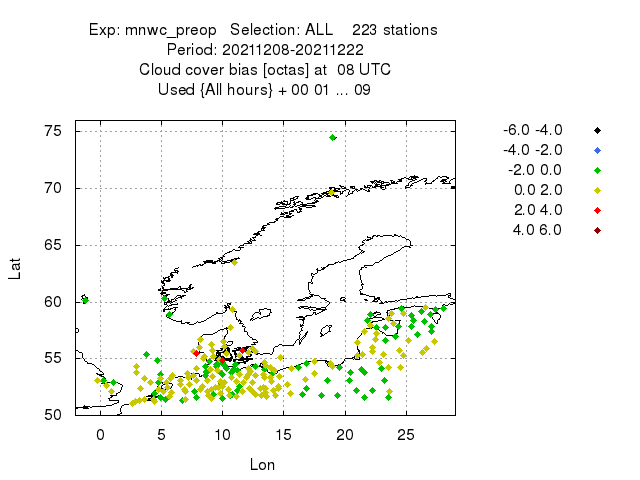 Exp: mnwc_preop Selection: ALL 223 stations
Period: 20211208-20211222
Cloud cover bias [octas] at 08 UTC
Used {All hours} + 00 01 ... 09
-6.0 -4.0
-4.0 -2.0
-2.0 0.0
0.0 2.0
2.0 4.0
4.0 6.0
Lat
75
70
65
60
55
50
0 5 10 15 20 25
Lon